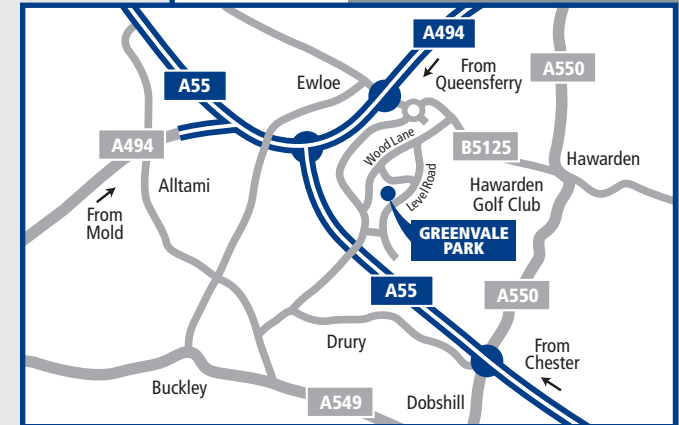 A494
From
Queensferry
A550
A55
Ewloe
A494
Wood Lane
B5125
Hawarden
Alltami
Level Road
Hawarden
Golf Club
From
Mold
GREENVALE
PARK
A55
A550
Drury
From
Chester
Buckley
A549
Dobshill